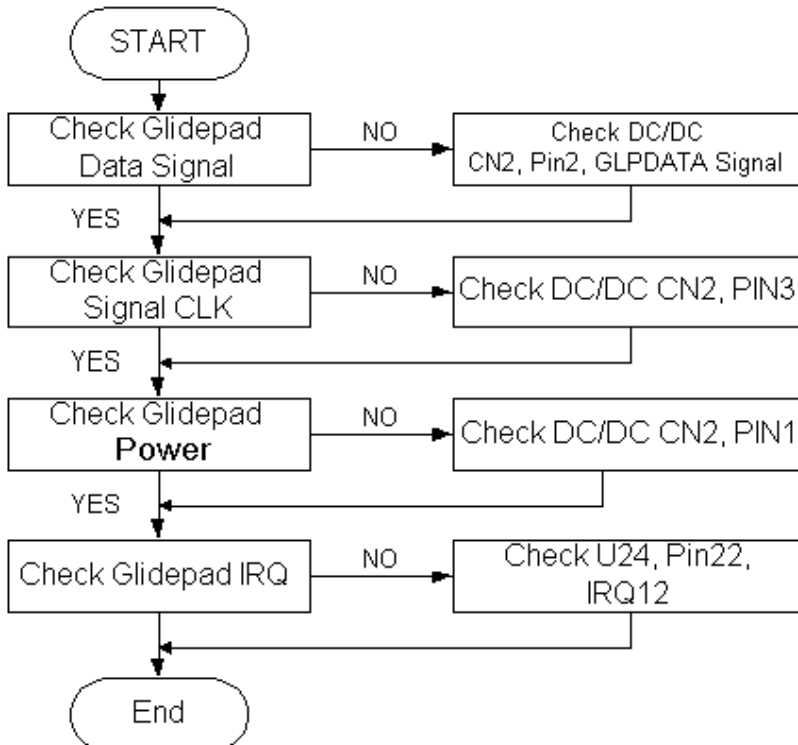 START
Check Glidepad
Data Signal
NO
Check DC/DC
CN2, Pin2, GLPDATA Signal
YES
Check Glidepad
Signal CLK
NO
Check DC/DC CN2, PIN3
YES
Check Glidepad
Power
NO
Check DC/DC CN2, PIN1
YES
Check Glidepad IRQ
NO
Check U24, Pin22,
IRQ12
End